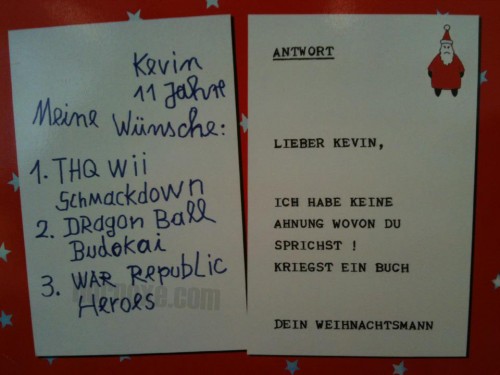 Kevin
11 Jahre
Meine Wünsche:
1. THQ Wii
Schmackdown
2. DRagon Ball
Budokai
3. WAR Republic
Heroes
ANTWORT
LIEBER KEVIN,
ICH HABE KEINE
AHNUNG WOVON DU
SPRICHST !
KRIEGST EIN BUCH
DEIN WEIHNACHTSMANN